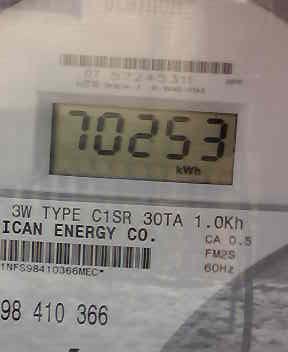 70253
kWh
3W TYPE C1SR 30TA 1.0Kh
ICAN ENERGY CO.
CA 0.5
FM2S
60Hz
1NFS98410366MEC*
98 410 366